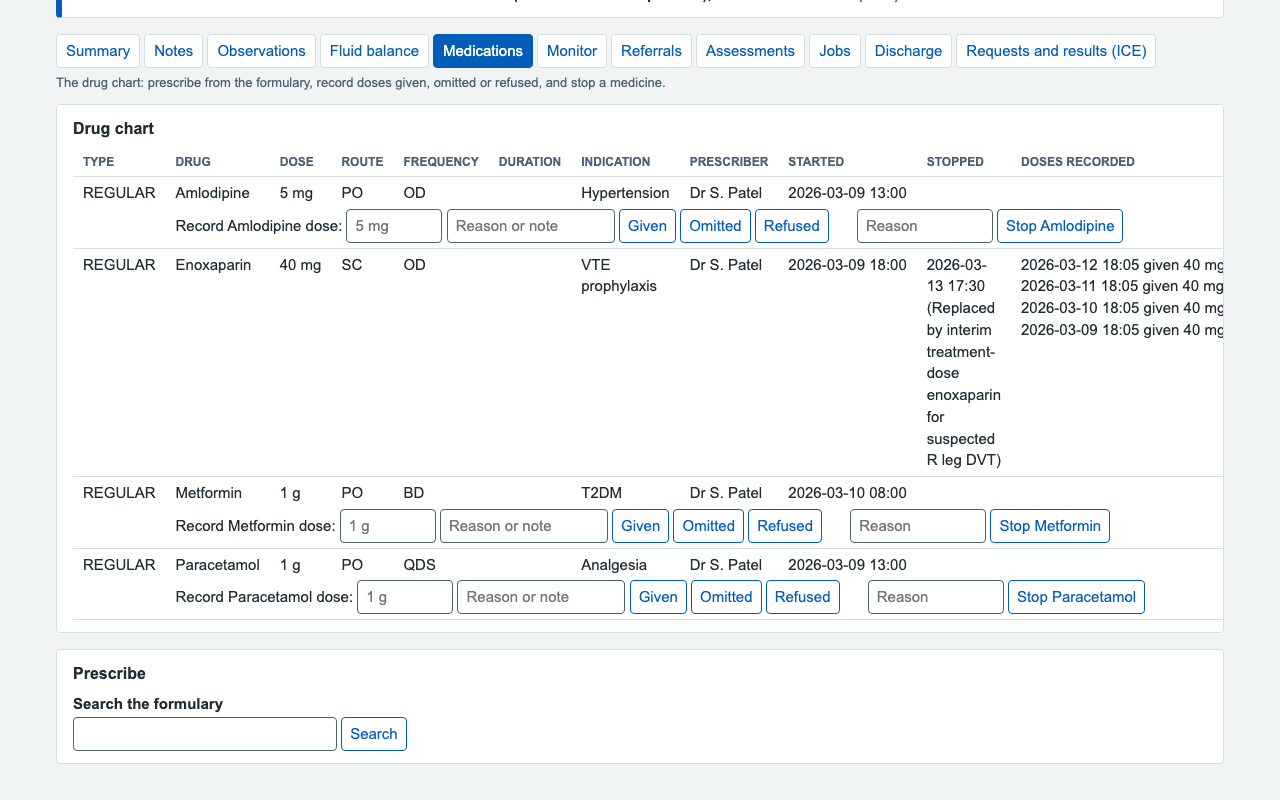 Summary Notes Observations Fluid balance Medications Monitor Referrals Assessments Jobs Discharge Requests and results (ICE)
The drug chart: prescribe from the formulary, record doses given, omitted or refused, and stop a medicine.
Drug chart
TYPE DRUG DOSE ROUTE FREQUENCY DURATION INDICATION PRESCRIBER STARTED STOPPED DOSES RECORDED
REGULAR Amlodipine 5 mg PO OD Hypertension Dr S. Patel 2026-03-09 13:00
Record Amlodipine dose: 5 mg Reason or note Given Omitted Refused Reason Stop Amlodipine
REGULAR Enoxaparin 40 mg SC OD VTE Dr S. Patel 2026-03-09 18:00 2026-03- 2026-03-12 18:05 given 40 mg
prophylaxis 13 17:30 2026-03-11 18:05 given 40 mg
(Replaced 2026-03-10 18:05 given 40 mg
by interim 2026-03-09 18:05 given 40 mg
treatment-
dose
enoxaparin
for
suspected
R leg DVT)
REGULAR Metformin 1 g PO BD T2DM Dr S. Patel 2026-03-10 08:00
Record Metformin dose: 1 g Reason or note Given Omitted Refused Reason Stop Metformin
REGULAR Paracetamol 1 g PO QDS Analgesia Dr S. Patel 2026-03-09 13:00
Record Paracetamol dose: 1 g Reason or note Given Omitted Refused Reason Stop Paracetamol
Prescribe
Search the formulary
Search